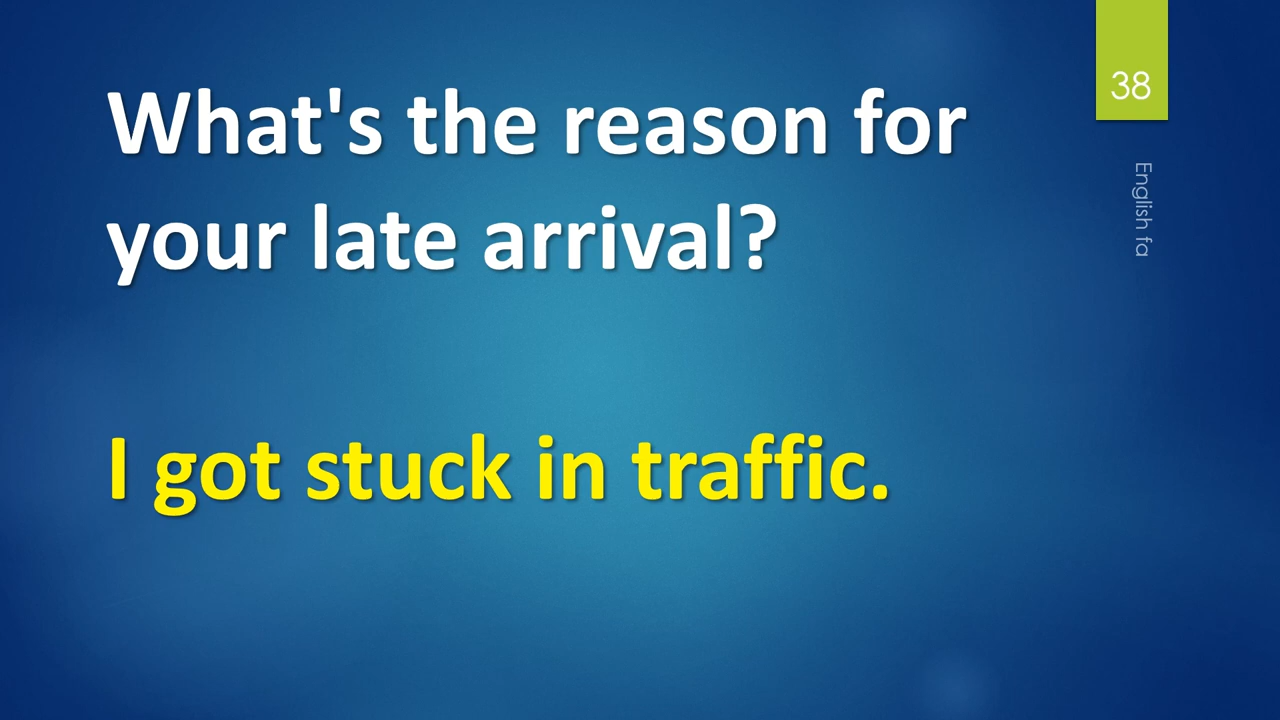 What's the reason for
your late arrival?
I got stuck in traffic.
38
English fa